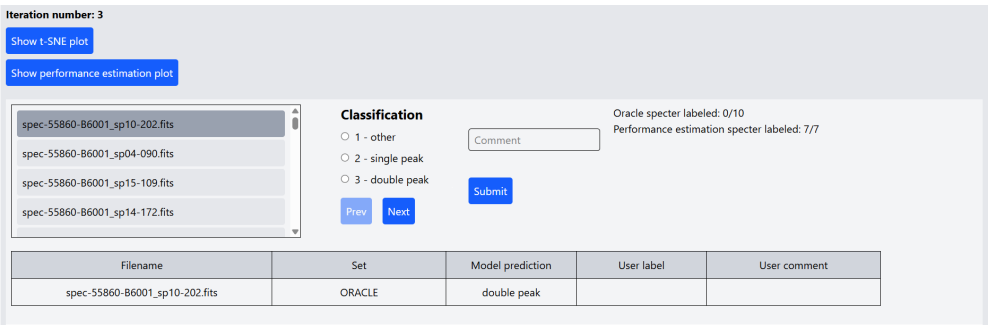 Iteration number: 3
Show t-SNE plot
Show performance estimation plot
spec-55860-B6001_sp10-202.fits
spec-55860-B6001_sp04-090.fits
spec-55860-B6001_sp15-109.fits
spec-55860-B6001_sp14-172.fits
Classification
1 - other
2 - single peak
3 - double peak
Prev Next
Comment
Submit
Oracle specter labeled: 0/10
Performance estimation specter labeled: 7/7
Filename Set Model prediction User label User comment
spec-55860-B6001_sp10-202.fits ORACLE double peak